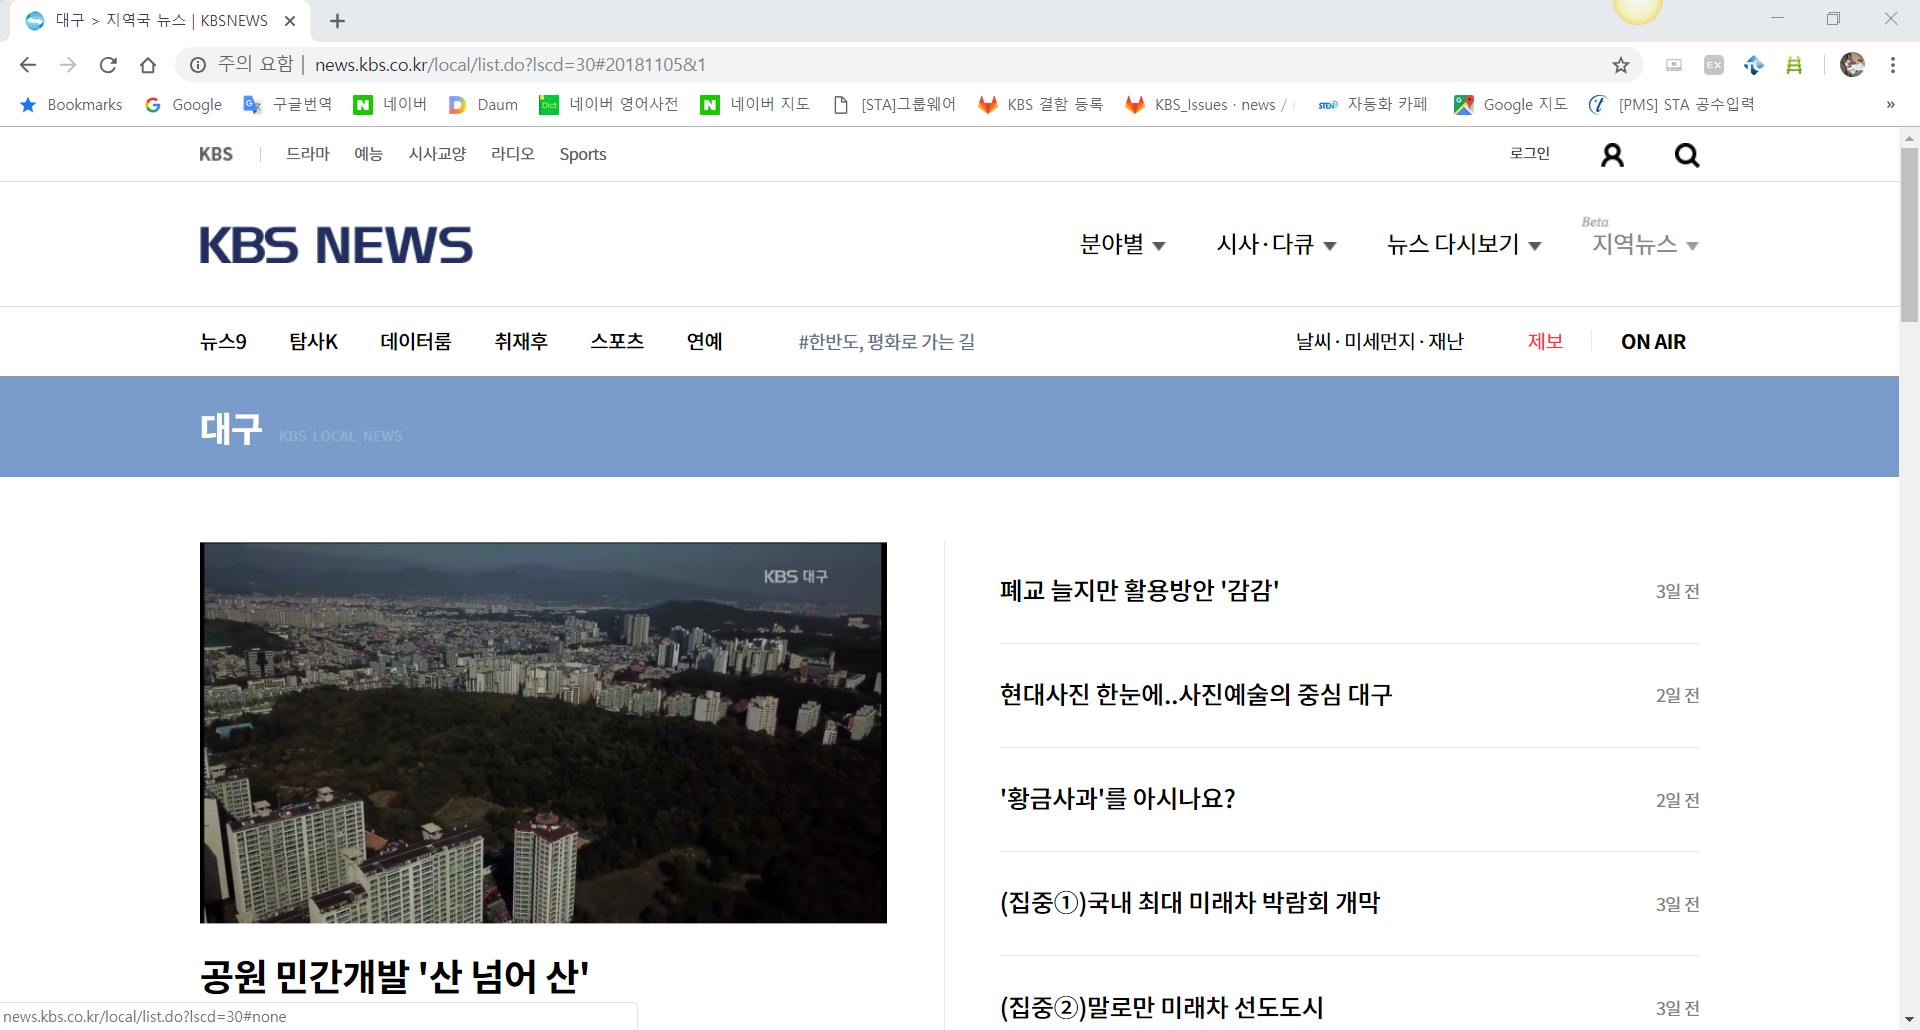 대구 > 지역국 뉴스 | KBSNEWS
주의 요함 | news.kbs.co.kr/local/list.do?lscd=30#20181105&1
Bookmarks Google 구글번역 네이버 Daum 네이버 영어사전 네이버 지도 [STA]그룹웨어 KBS 결함 등록 KBS_Issues · news / 자동화 카페 Google 지도 [PMS] STA 공수입력 »
KBS 드라마 예능 시사교양 라디오 Sports 로그인
Beta
KBS NEWS 분야별 시사·다큐 뉴스 다시보기 지역뉴스
뉴스9 탐사K 데이터룸 취재후 스포츠 연예 #한반도, 평화로 가는 길 날씨·미세먼지·재난 제보 ON AIR
대구 KBS LOCAL NEWS
KBS 대구
공원 민간개발 '산 넘어 산'
폐교 늘지만 활용방안 '감감' 3일 전
현대사진 한눈에..사진예술의 중심 대구 2일 전
'황금사과'를 아시나요? 2일 전
(집중①)국내 최대 미래차 박람회 개막 3일 전
(집중②)말로만 미래차 선도도시 3일 전
news.kbs.co.kr/local/list.do?lscd=30#none